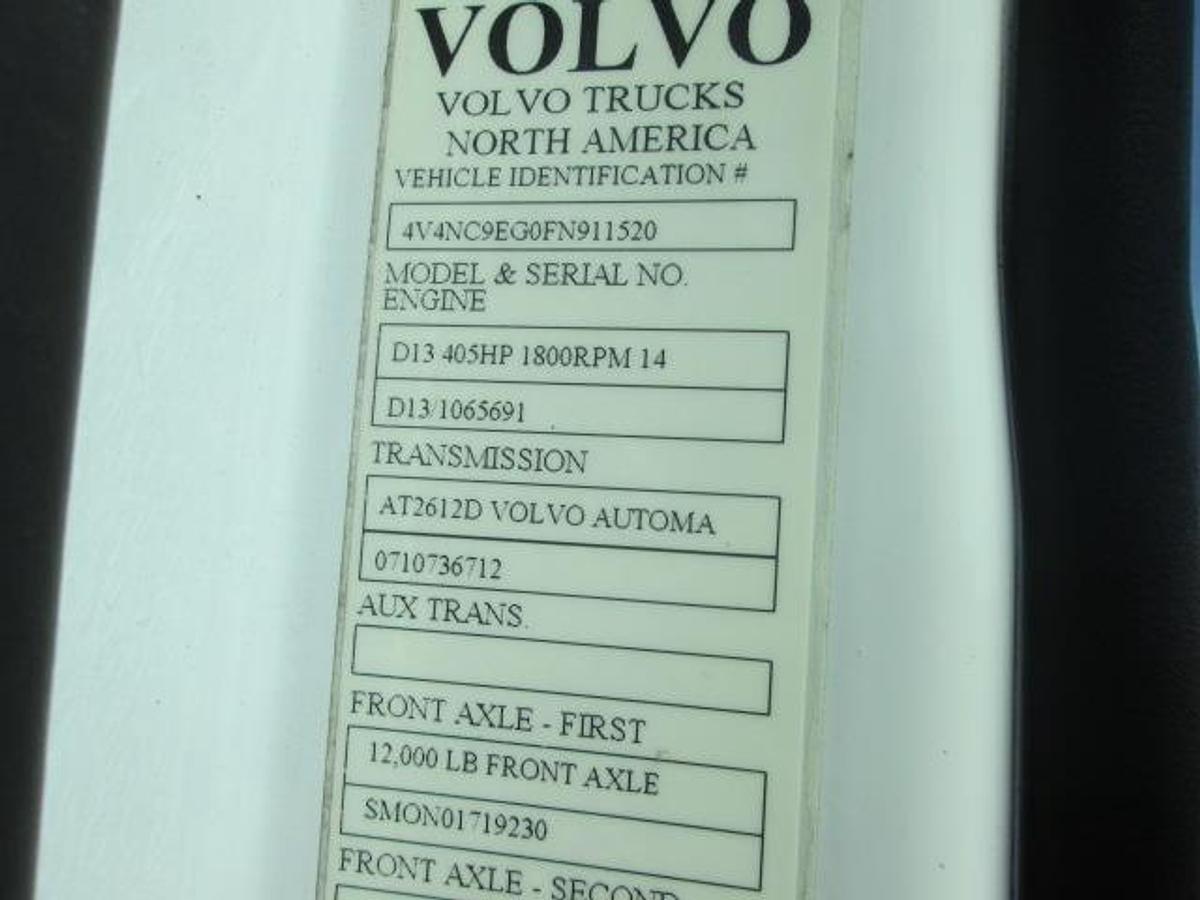 VOLVO
VOLVO TRUCKS
NORTH AMERICA
VEHICLE IDENTIFICATION #
4V4NC9EG0FN911520
MODEL & SERIAL NO.
ENGINE
D13 405HP 1800RPM 14
D13/1065691
TRANSMISSION
AT2612D VOLVO AUTOMA
0710736712
AUX TRANS.
FRONT AXLE - FIRST
12,000 LB FRONT AXLE
SMON01719230
FRONT AXLE - SECOND